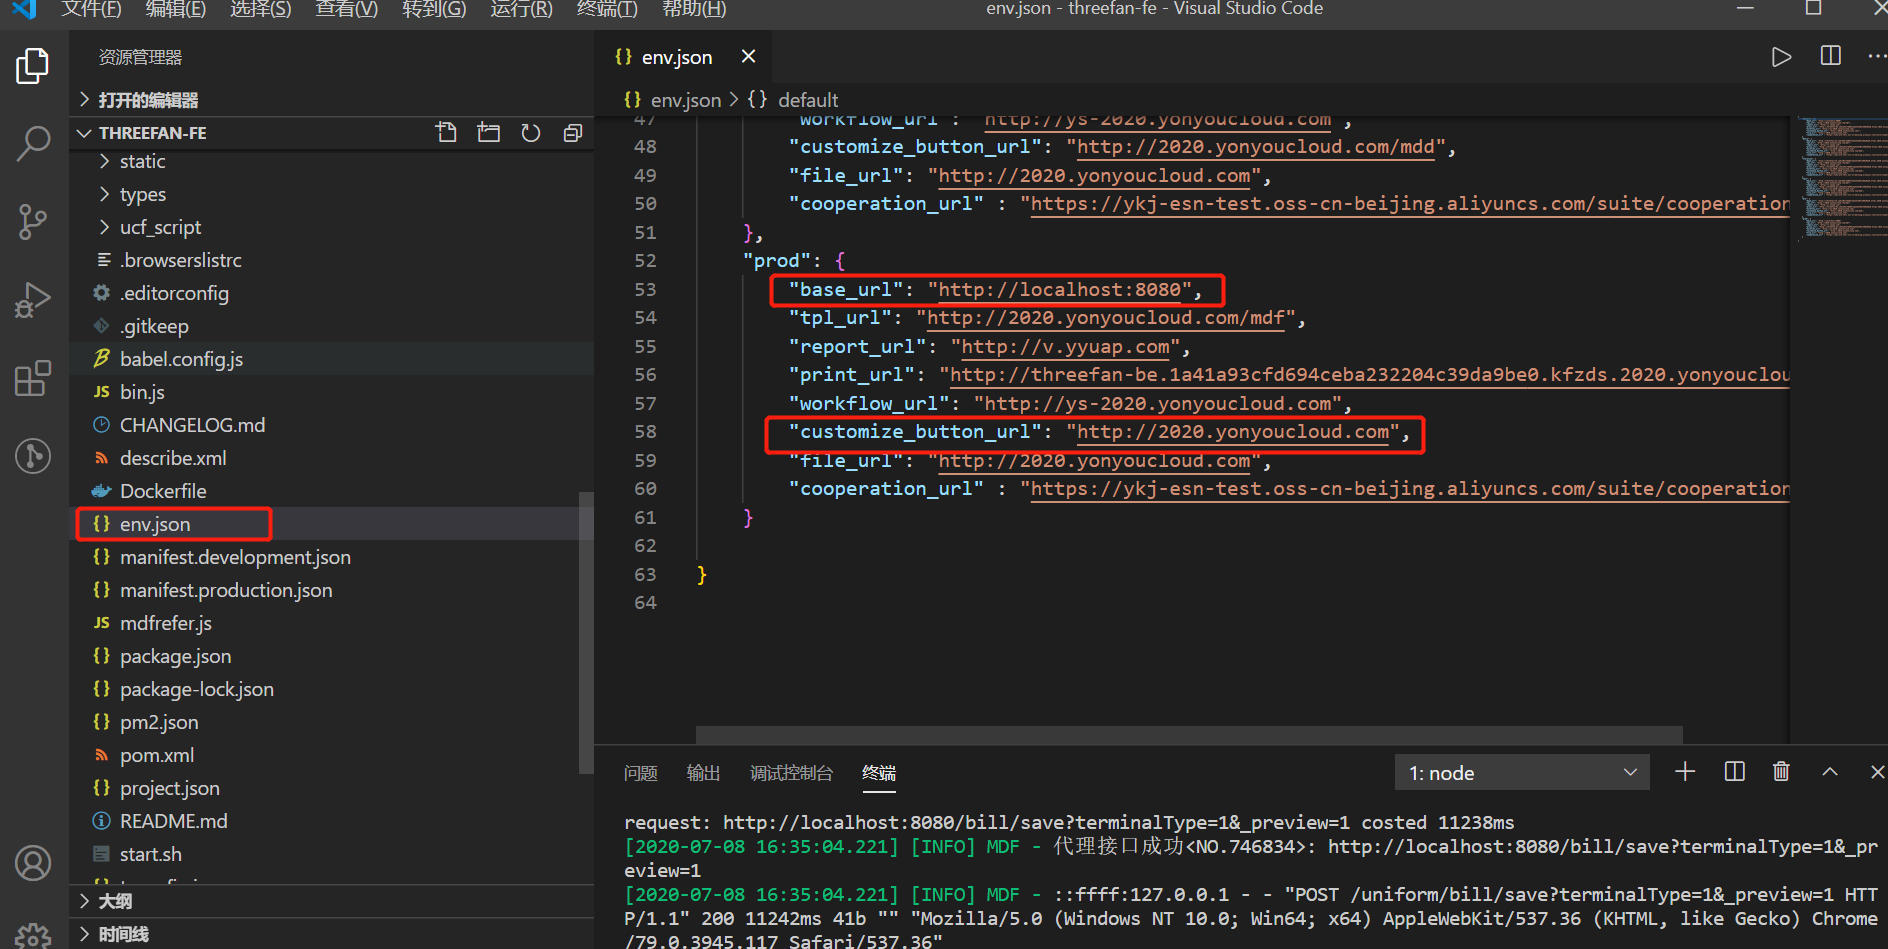 文件(F) 编辑(E) 选择(S) 查看(V) 转到(G) 运行(R) 终端(T) 帮助(H)
env.json - threefan-fe - Visual Studio Code
资源管理器
打开的编辑器
THREEFAN-FE
static
types
ucf_script
.browserslistrc
.editorconfig
.gitkeep
babel.config.js
JS bin.js
CHANGELOG.md
describe.xml
Dockerfile
{} env.json
{} manifest.development.json
{} manifest.production.json
JS mdfrefer.js
{} package.json
{} package-lock.json
{} pm2.json
pom.xml
{} project.json
README.md
start.sh
大纲
时间线
{} env.json
{} env.json > {} default
47 "workflow_url": "http://ys-2020.yonyoucloud.com",
48 "customize_button_url": "http://2020.yonyoucloud.com/mdd",
49 "file_url": "http://2020.yonyoucloud.com",
50 "cooperation_url" : "https://ykj-esn-test.oss-cn-beijing.aliyuncs.com/suite/cooperation
51 },
52 "prod": {
53 "base_url": "http://localhost:8080",
54 "tpl_url": "http://2020.yonyoucloud.com/mdf",
55 "report_url": "http://v.yyuap.com",
56 "print_url": "http://threefan-be.1a41a93cfd694ceba232204c39da9be0.kfzds.2020.yonyouclou
57 "workflow_url": "http://ys-2020.yonyoucloud.com",
58 "customize_button_url": "http://2020.yonyoucloud.com",
59 "file_url": "http://2020.yonyoucloud.com",
60 "cooperation_url" : "https://ykj-esn-test.oss-cn-beijing.aliyuncs.com/suite/cooperation
61 }
62
63 }
64
问题 输出 调试控制台 终端
1: node
request: http://localhost:8080/bill/save?terminalType=1&_preview=1 costed 11238ms
[2020-07-08 16:35:04.221] [INFO] MDF - 代理接口成功<NO.746834>: http://localhost:8080/bill/save?terminalType=1&_pr
eview=1
[2020-07-08 16:35:04.221] [INFO] MDF - ::ffff:127.0.0.1 - - "POST /uniform/bill/save?terminalType=1&_preview=1 HTT
P/1.1" 200 11242ms 41b "" "Mozilla/5.0 (Windows NT 10.0; Win64; x64) AppleWebKit/537.36 (KHTML, like Gecko) Chrome
/79.0.3945.117 Safari/537.36"